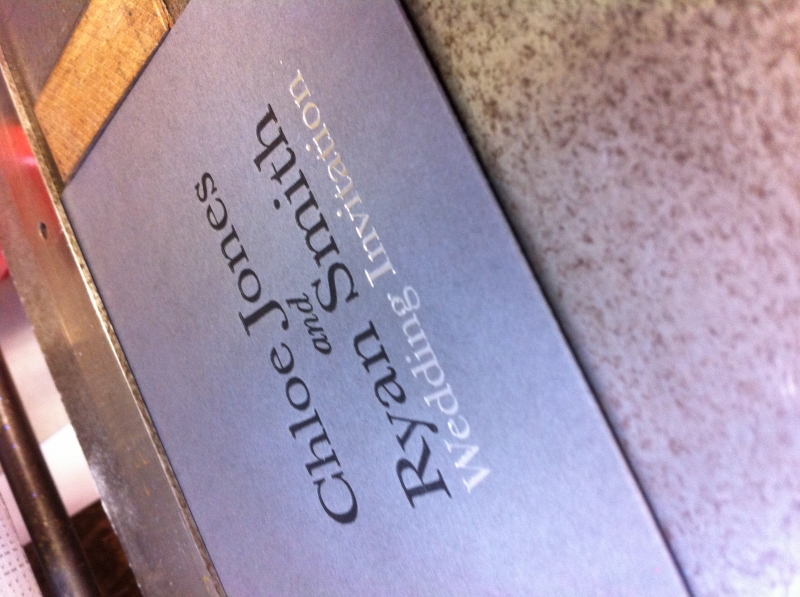 Chloe Jones
and
Ryan Smith
Wedding Invitation